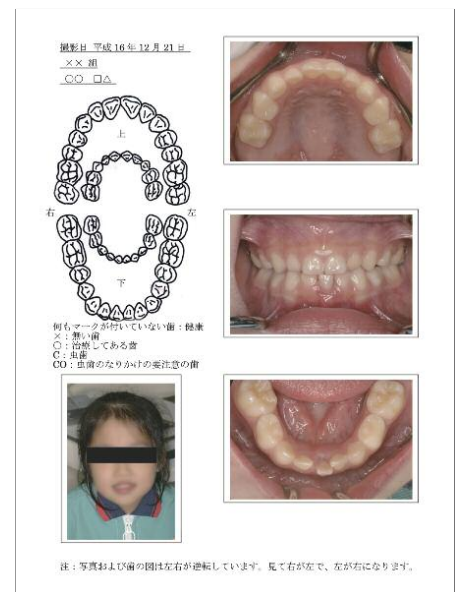 撮影日 平成16年12月21日
×× 組
○○ □△
上
右
左
下
何もマークが付いていない歯：健康
×：無い歯
○：治療してある歯
C：虫歯
CO：虫歯のなりかけの要注意の歯
注：写真および歯の図は左右が逆転しています。見て右が左で、左が右になります。